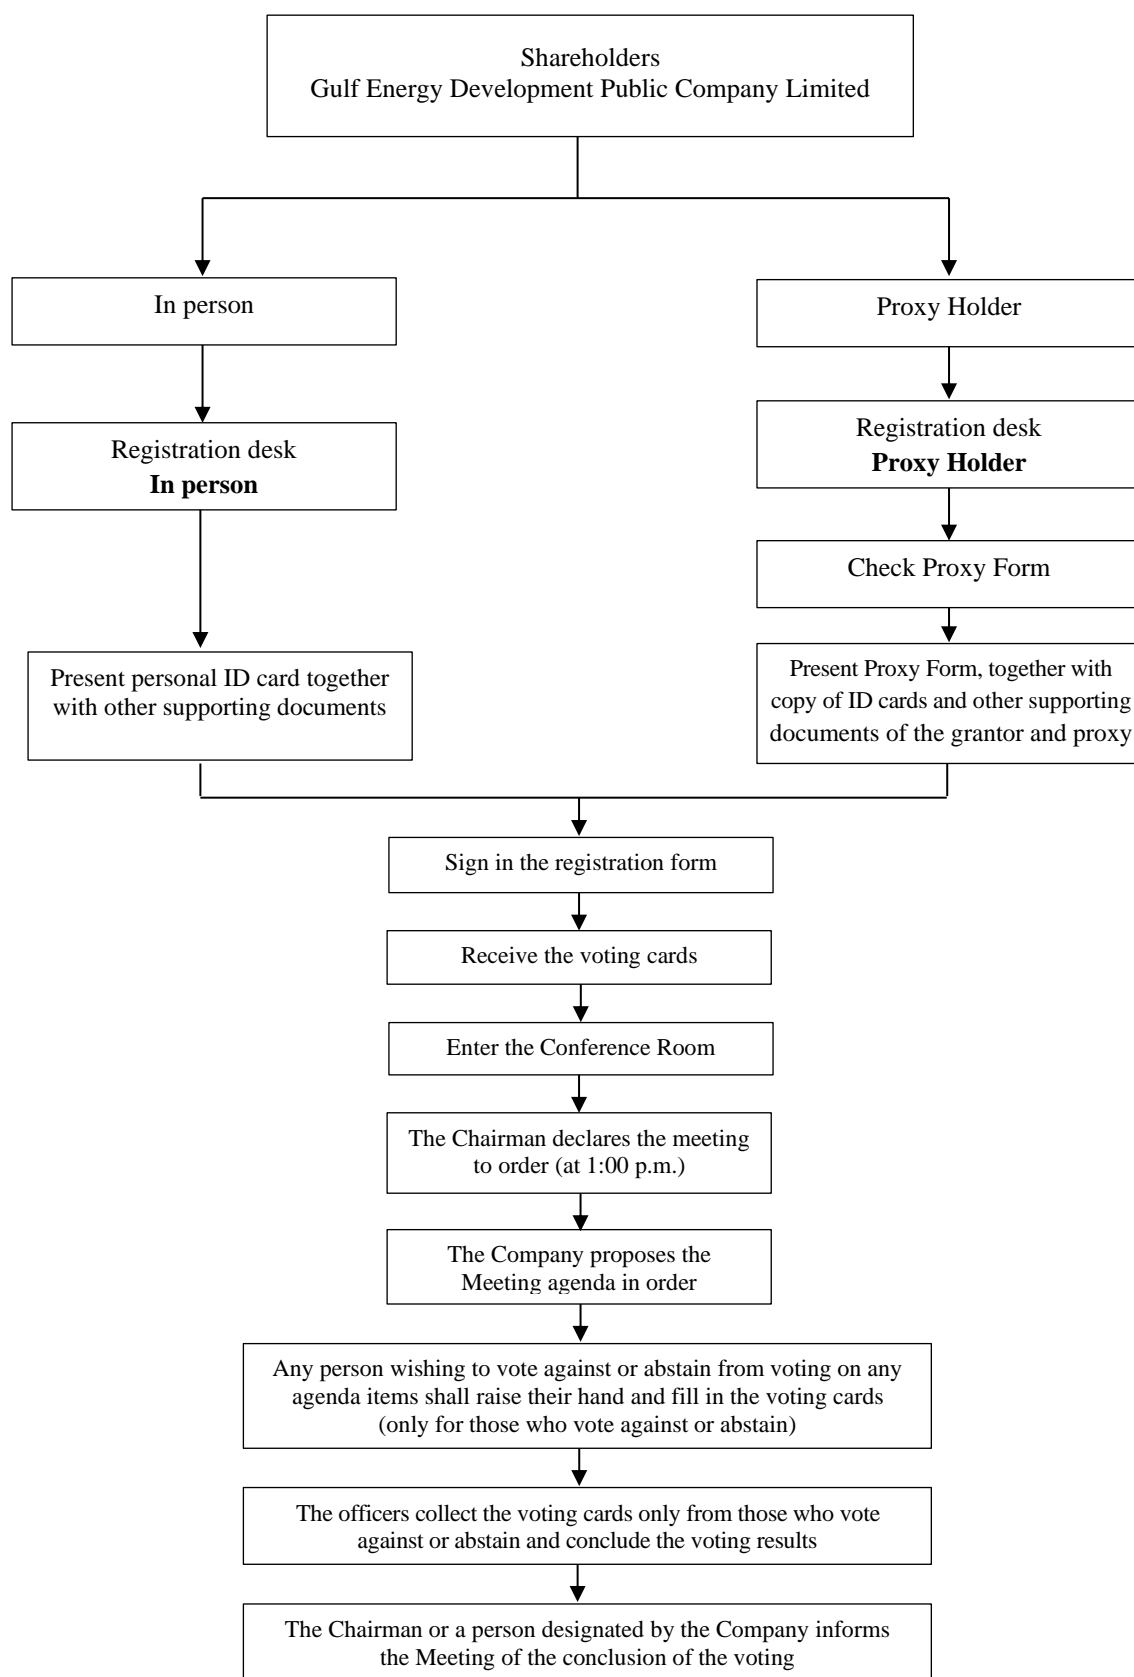 Shareholders
Gulf Energy Development Public Company Limited
In person
Proxy Holder
Registration desk
In person
Registration desk
Proxy Holder
Check Proxy Form
Present personal ID card together
with other supporting documents
Present Proxy Form, together with
copy of ID cards and other supporting
documents of the grantor and proxy
Sign in the registration form
Receive the voting cards
Enter the Conference Room
The Chairman declares the meeting
to order (at 1:00 p.m.)
The Company proposes the
Meeting agenda in order
Any person wishing to vote against or abstain from voting on any
agenda items shall raise their hand and fill in the voting cards
(only for those who vote against or abstain)
The officers collect the voting cards only from those who vote
against or abstain and conclude the voting results
The Chairman or a person designated by the Company informs
the Meeting of the conclusion of the voting